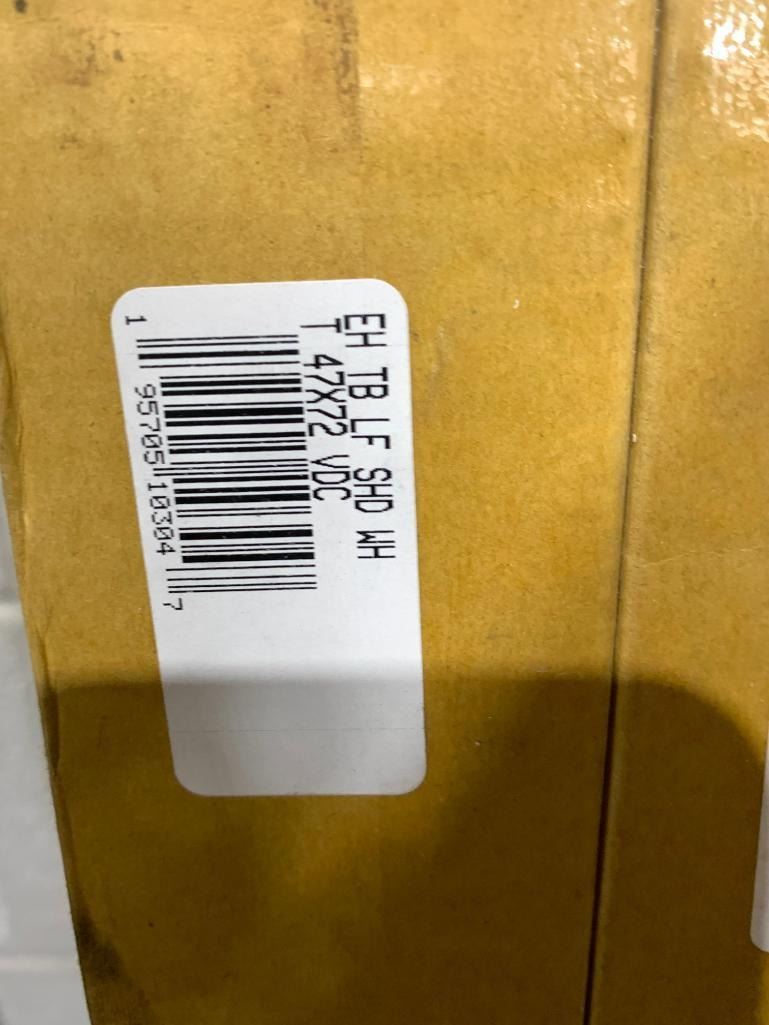 EH TB LF SHD WH
T 47X72 VDC
1 95705 10304 7